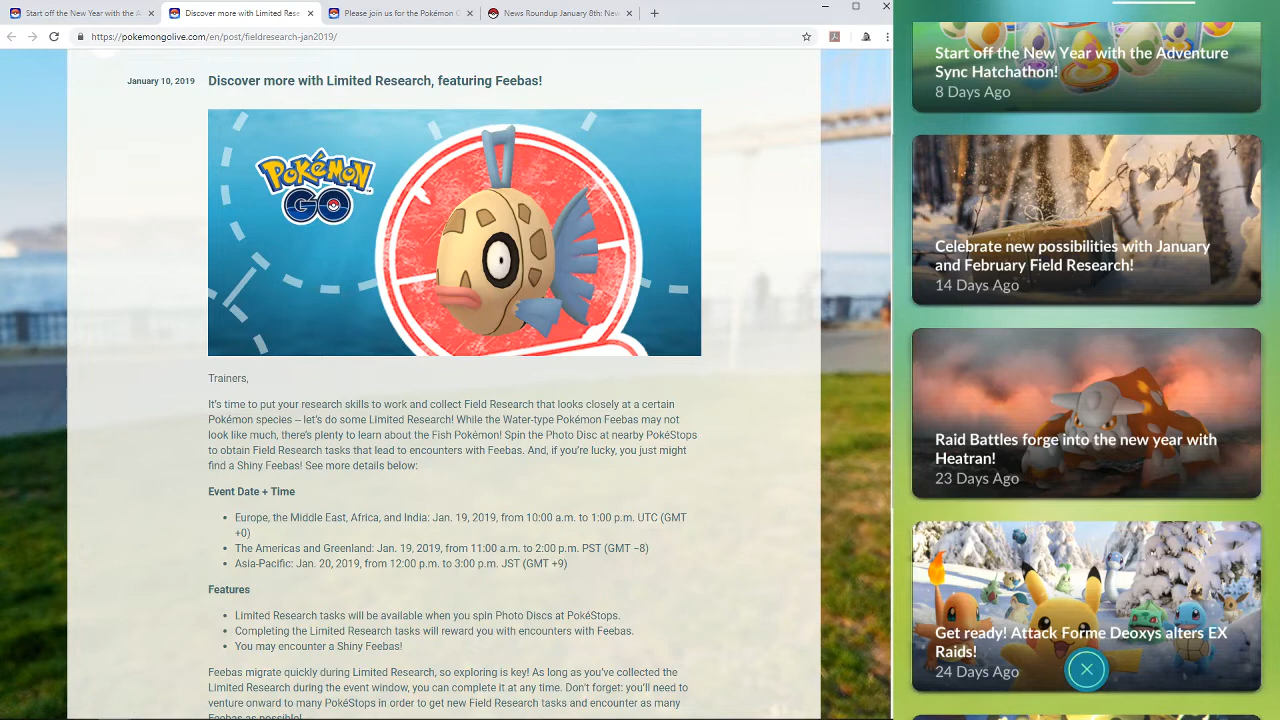 Start off the New Year with the A
Discover more with Limited Rese
Please join us for the Pokémon C
News Roundup January 8th: New
https://pokemongolive.com/en/post/fieldresearch-jan2019/
January 10, 2019
Discover more with Limited Research, featuring Feebas!
POKÉMON
GO
Trainers,
It's time to put your research skills to work and collect Field Research that looks closely at a certain
Pokémon species – let's do some Limited Research! While the Water-type Pokémon Feebas may not
look like much, there's plenty to learn about the Fish Pokémon! Spin the Photo Disc at nearby PokéStops
to obtain Field Research tasks that lead to encounters with Feebas. And, if you're lucky, you just might
find a Shiny Feebas! See more details below:
Event Date + Time
• Europe, the Middle East, Africa, and India: Jan. 19, 2019, from 10:00 a.m. to 1:00 p.m. UTC (GMT
+0)
• The Americas and Greenland: Jan. 19, 2019, from 11:00 a.m. to 2:00 p.m. PST (GMT −8)
• Asia-Pacific: Jan. 20, 2019, from 12:00 p.m. to 3:00 p.m. JST (GMT +9)
Features
• Limited Research tasks will be available when you spin Photo Discs at PokéStops.
• Completing the Limited Research tasks will reward you with encounters with Feebas.
• You may encounter a Shiny Feebas!
Feebas migrate quickly during Limited Research, so exploring is key! As long as you've collected the
Limited Research during the event window, you can complete it at any time. Don't forget: you'll need to
venture onward to many PokéStops in order to get new Field Research tasks and encounter as many
Feebas as possible!
Start off the New Year with the Adventure
Sync Hatchathon!
8 Days Ago
Celebrate new possibilities with January
and February Field Research!
14 Days Ago
Raid Battles forge into the new year with
Heatran!
23 Days Ago
Get ready! Attack Forme Deoxys alters EX
Raids!
24 Days Ago